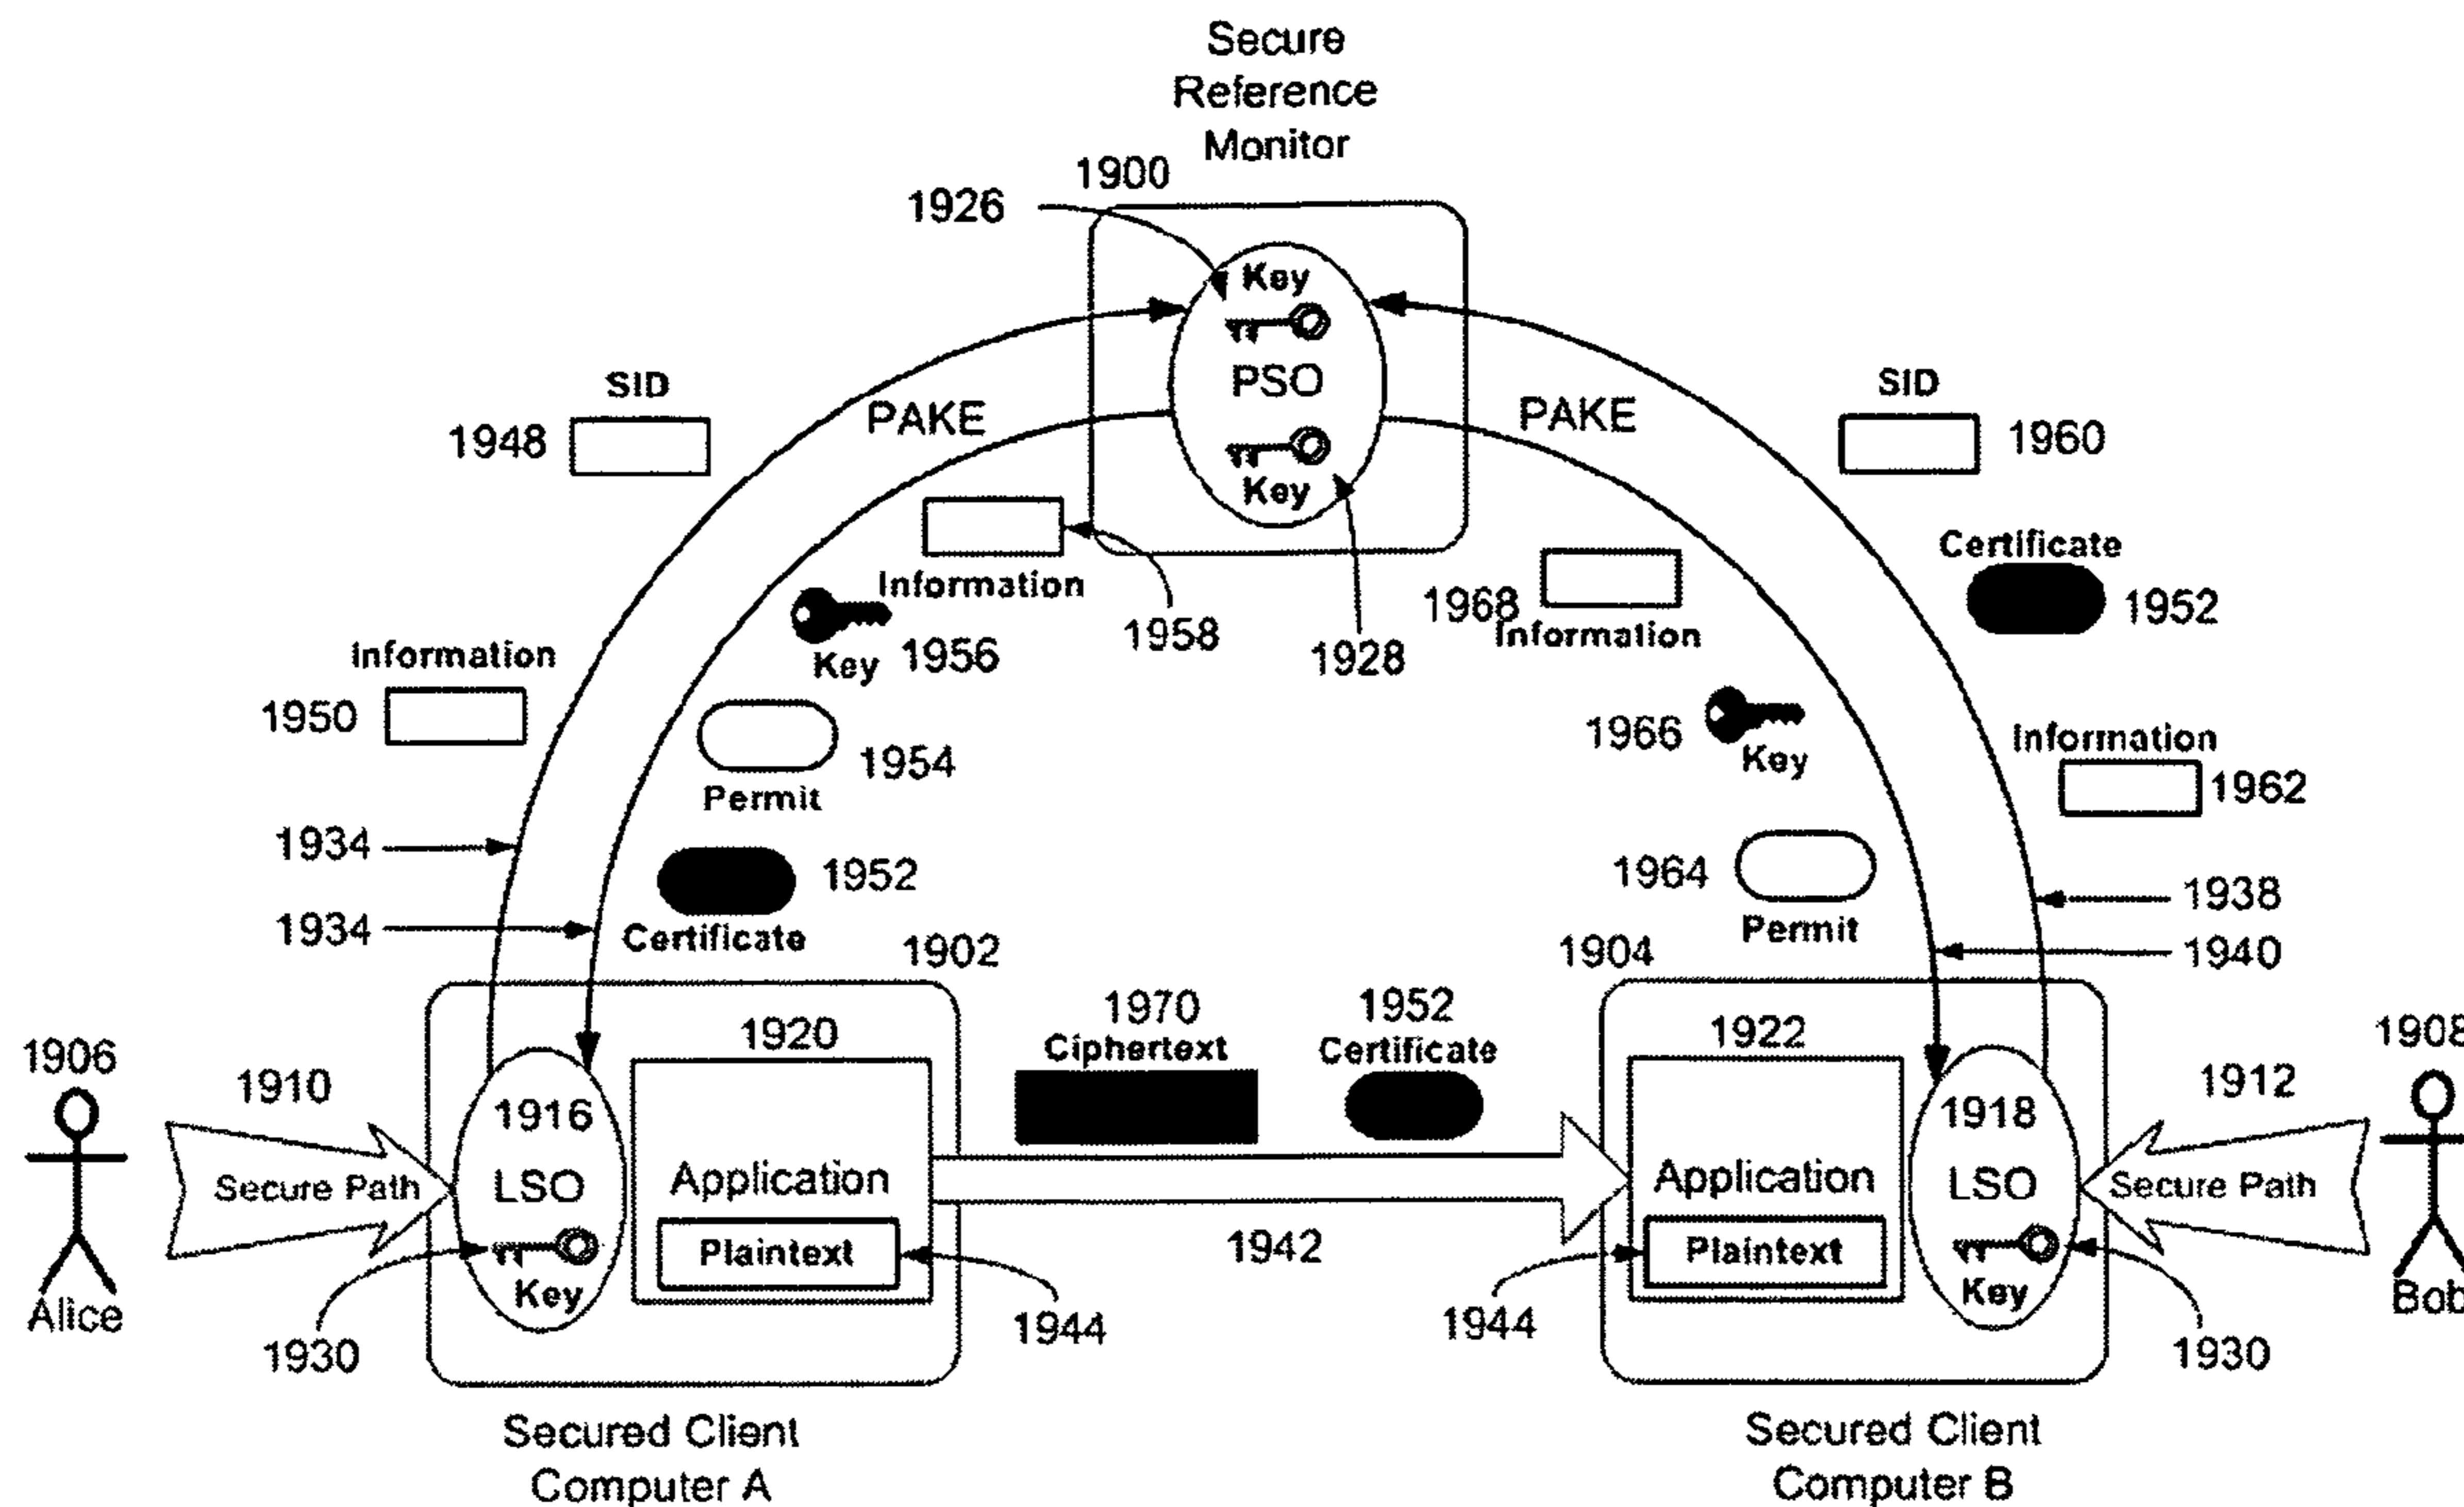 Secure
Reference
Monitor
1900
1926
Key
PSO
Key
PAKE
PAKE
SID
1948
SID
1960
Information
1958
Certificate
1952
1968
Information
1928
Key
1956
Information
1950
1966
Key
Information
1962
1954
Permit
1934
1952
Certificate
1934
1964
Permit
1938
1940
1902
1904
1906
Alice
1910
Secure Path
1916
LSO
Key
1930
1920
Application
Plaintext
1944
1970
Ciphertext
1952
Certificate
1942
1922
Application
Plaintext
1944
1918
LSO
Key
1930
1912
Secure Path
1908
Bob
Secured Client
Computer A
Secured Client
Computer B